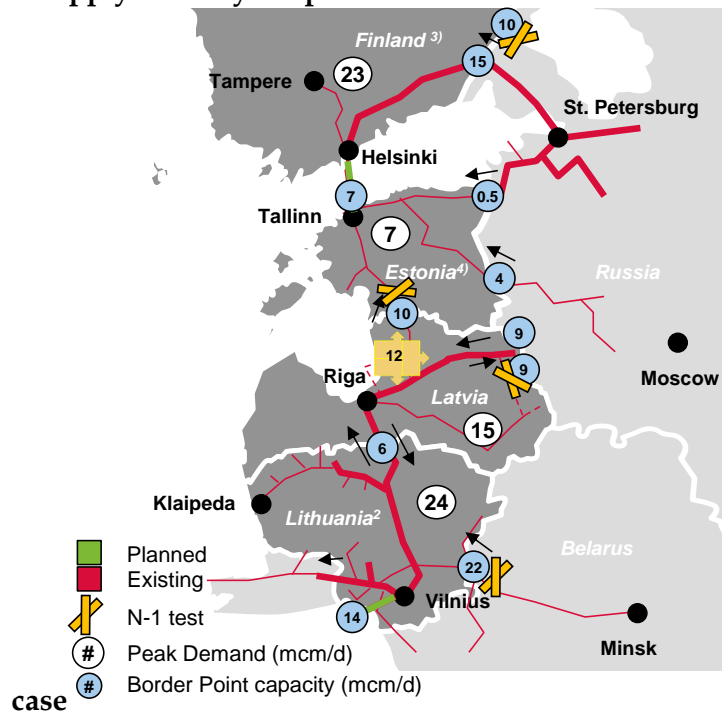 10
Finland 3)
15
Tampere
23
St. Petersburg
Helsinki
7
0.5
Tallinn
7
Estonia4)
4
Russia
10
9
12
9
Riga
Moscow
Latvia
15
6
24
Klaipeda
Lithuania2
Belarus
Planned
22
Existing
14
Vilnius
N-1 test
Minsk
# Peak Demand (mcm/d)
# Border Point capacity (mcm/d)
case